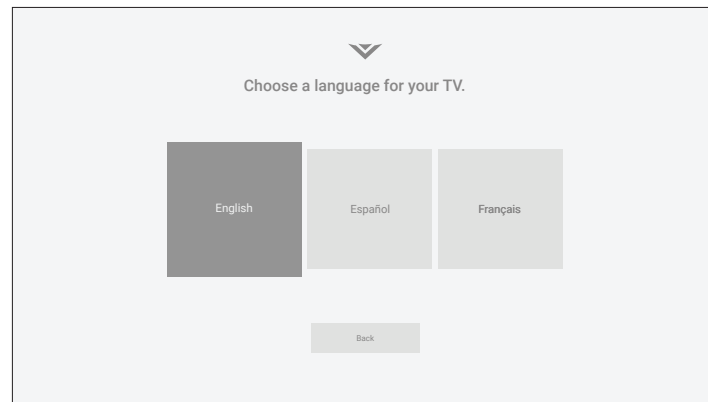 Choose a language for your TV.
English
Español
Français
Back